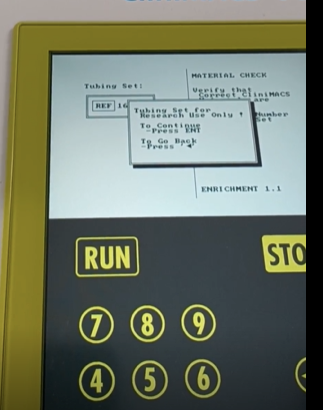 MATERIAL CHECK
Tubing Set:
Verify that
Correct CliniMACS
are
REF 16
Number
Set
Tubing Set for
Research Use Only !
To Continue
-Press ENT
To Go Back
-Press '◄'
ENRICHMENT 1.1
RUN
STO
7 8 9
4 5 6